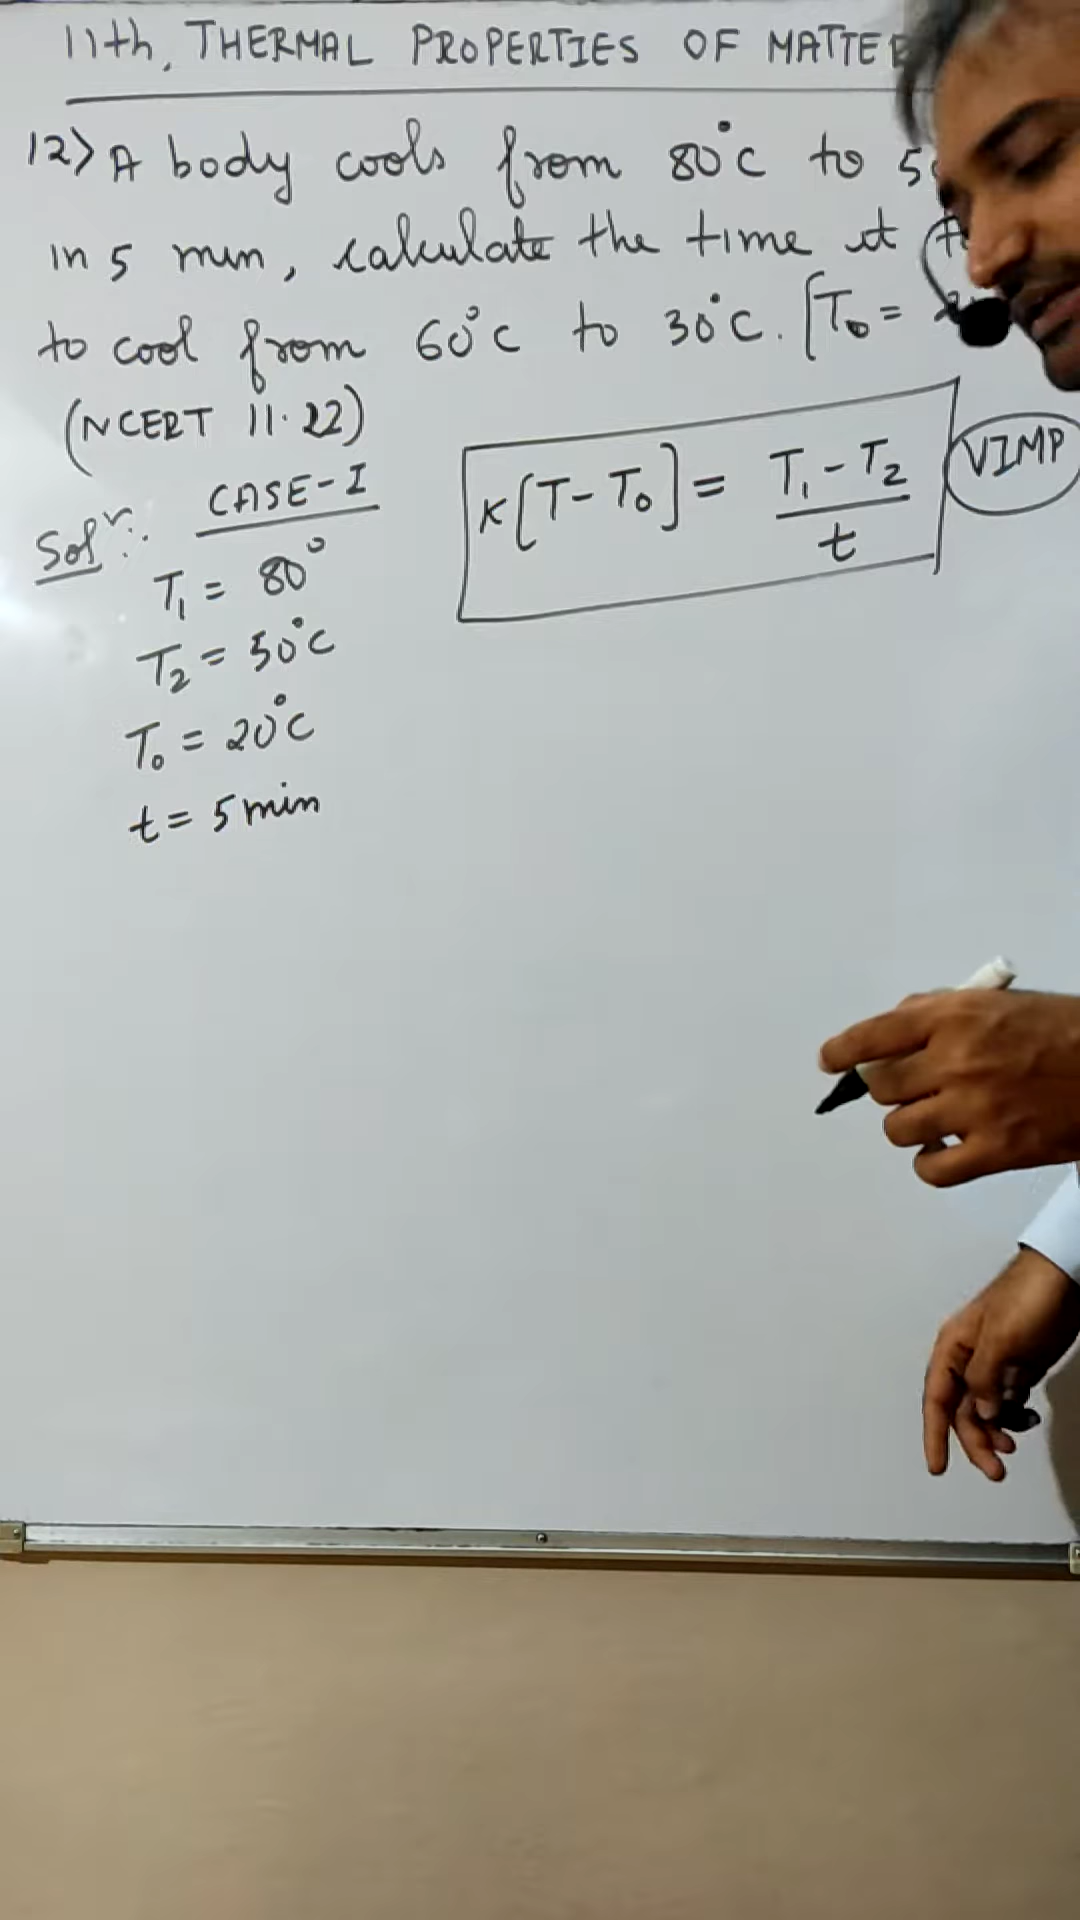 11th, THERMAL PROPERTIES OF MATTER
12) A body cools from 80°C to
in 5 min, calculate the time it
to cool from 60°C to 30°C. [T₀ =
(NCERT 11.22)
Solⁿ:. CASE-I
T₁ = 80°
T₂ = 50°C
T₀ = 20°C
t = 5 min
K[T-T₀] = T₁-T₂ / t
VIMP